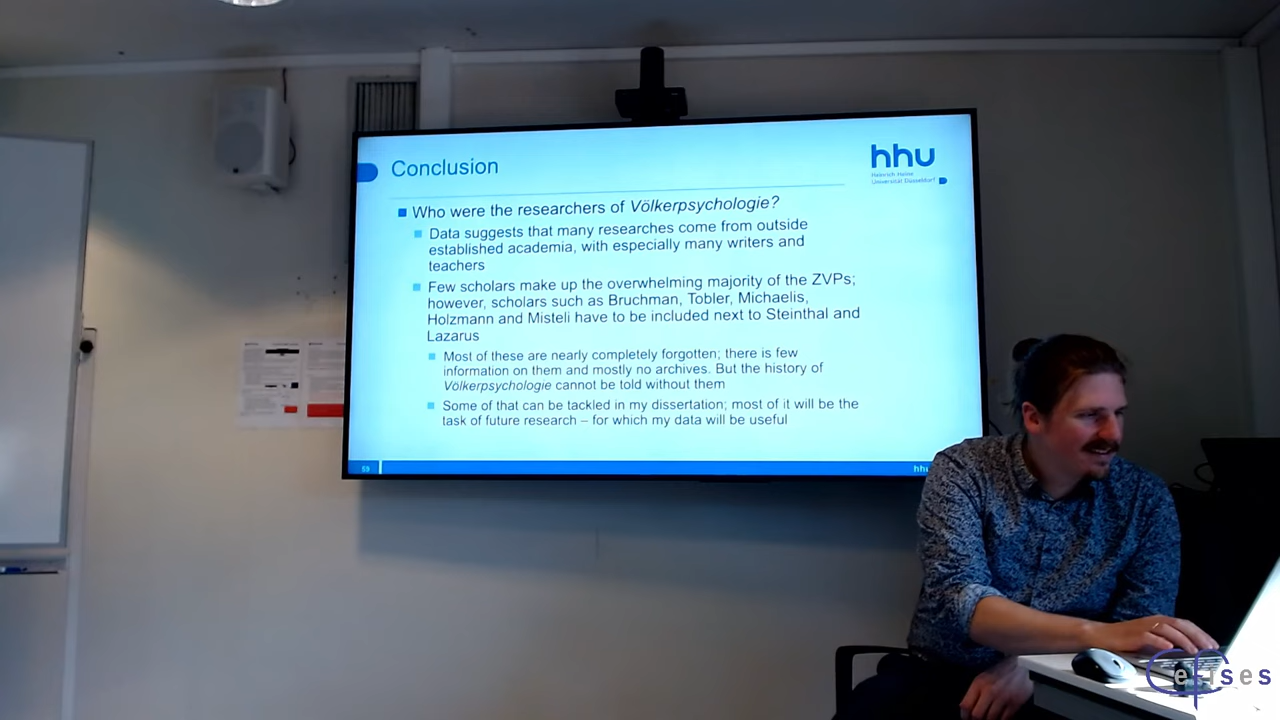 Conclusion
hhu
Heinrich Heine
Universität Düsseldorf
Who were the researchers of Völkerpsychologie?
Data suggests that many researches come from outside
established academia, with especially many writers and
teachers
Few scholars make up the overwhelming majority of the ZVPs;
however, scholars such as Bruchman, Tobler, Michaelis,
Holzmann and Misteli have to be included next to Steinthal and
Lazarus
Most of these are nearly completely forgotten; there is few
information on them and mostly no archives. But the history of
Völkerpsychologie cannot be told without them
Some of that can be tackled in my dissertation; most of it will be the
task of future research – for which my data will be useful
59